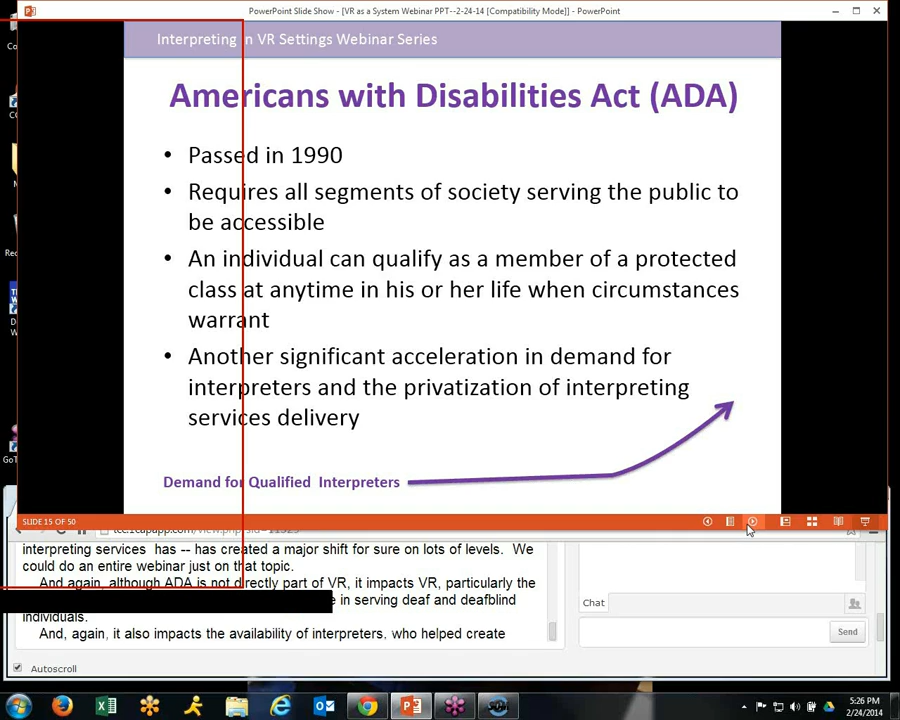 PowerPoint Slide Show - [VR as a System Webinar PPT--2-24-14 [Compatibility Mode]] - PowerPoint
Interpreting in VR Settings Webinar Series
Americans with Disabilities Act (ADA)
• Passed in 1990
• Requires all segments of society serving the public to
be accessible
• An individual can qualify as a member of a protected
class at anytime in his or her life when circumstances
warrant
• Another significant acceleration in demand for
interpreters and the privatization of interpreting
services delivery
Demand for Qualified Interpreters
SLIDE 15 OF 50
interpreting services has -- has created a major shift for sure on lots of levels. We
could do an entire webinar just on that topic.
And again, although ADA is not directly part of VR, it impacts VR, particularly the
e in serving deaf and deafblind
individuals.
And, again, it also impacts the availability of interpreters, who helped create
Autoscroll
Chat
Send
5:26 PM
2/24/2014